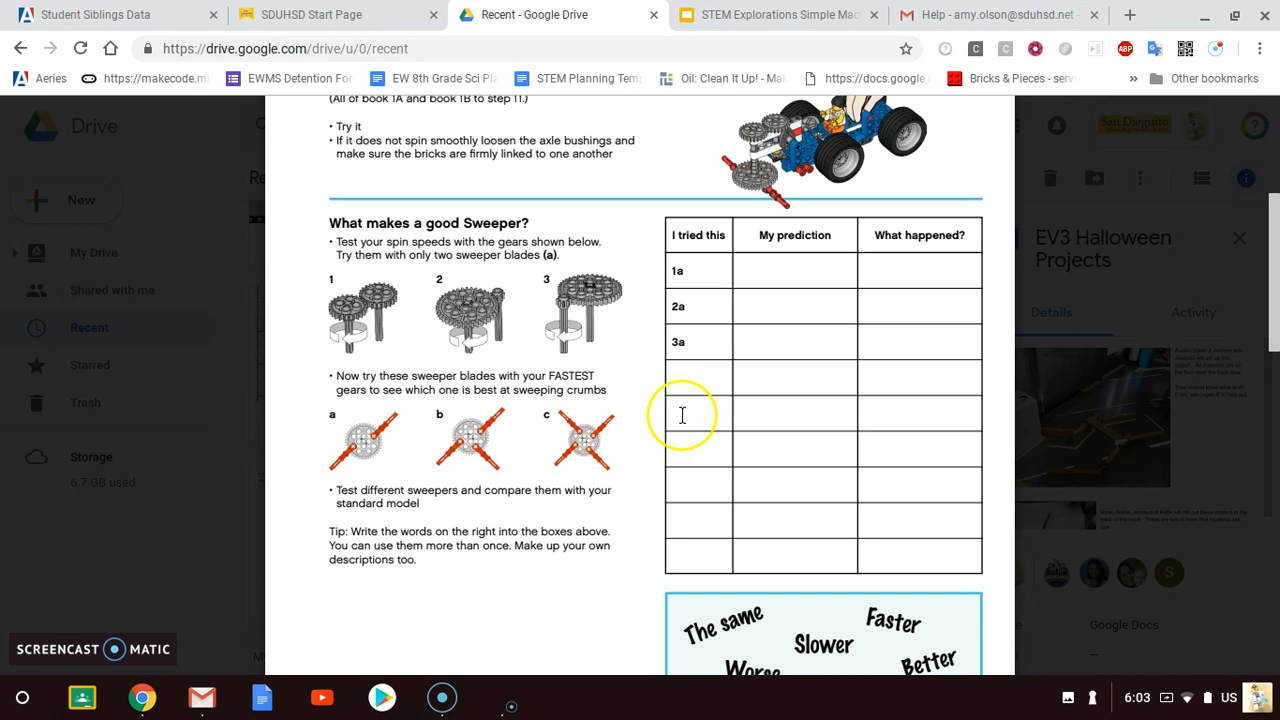 Student Siblings Data
SDUHSD Start Page
Recent - Google Drive
STEM Explorations Simple Mac
Help - amy.olson@sduhsd.net -
https://drive.google.com/drive/u/0/recent
Aeries
https://makecode.mi
EWMS Detention For
EW 8th Grade Sci Pla
STEM Planning Temp
Oil: Clean It Up! - Mak
https://docs.google
Bricks & Pieces - serv
Other bookmarks
(All of book 1A and book 1B to step 11.)
Drive
San Dieguito
• Try it
• If it does not spin smoothly loosen the axle bushings and
make sure the bricks are firmly linked to one another
New
My Drive
Shared with me
Recent
Starred
Trash
Storage
6.7 GB used
What makes a good Sweeper?
• Test your spin speeds with the gears shown below.
Try them with only two sweeper blades (a).
1 2 3
• Now try these sweeper blades with your FASTEST
gears to see which one is best at sweeping crumbs
a b c
• Test different sweepers and compare them with your
standard model
Tip: Write the words on the right into the boxes above.
You can use them more than once. Make up your own
descriptions too.
I tried this My prediction What happened?
1a
2a
3a
The same
Faster
Slower
Worse
Better
EV3 Halloween
Projects
Details
Activity
S
Google Docs
SCREENCAST MATIC
6:03
US